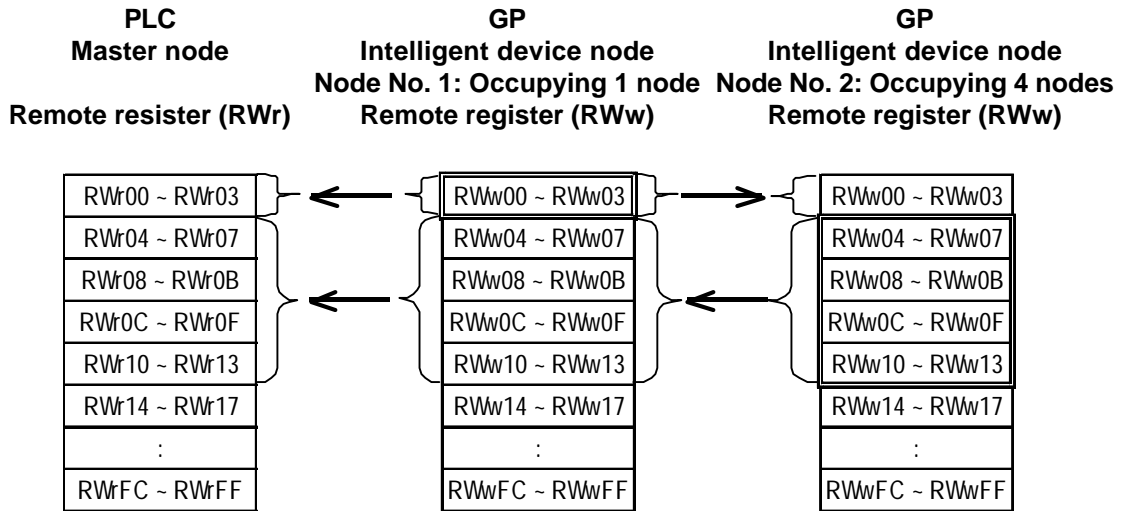 PLC GP GP
Master node Intelligent device node Intelligent device node
Node No. 1: Occupying 1 node Node No. 2: Occupying 4 nodes
Remote resister (RWr) Remote register (RWw) Remote register (RWw)
RWr00 ~ RWr03 RWw00 ~ RWw03 RWw00 ~ RWw03
RWr04 ~ RWr07 RWw04 ~ RWw07 RWw04 ~ RWw07
RWr08 ~ RWr0B RWw08 ~ RWw0B RWw08 ~ RWw0B
RWr0C ~ RWr0F RWw0C ~ RWw0F RWw0C ~ RWw0F
RWr10 ~ RWr13 RWw10 ~ RWw13 RWw10 ~ RWw13
RWr14 ~ RWr17 RWw14 ~ RWw17 RWw14 ~ RWw17
: : :
RWrFC ~ RWrFF RWwFC ~ RWwFF RWwFC ~ RWwFF